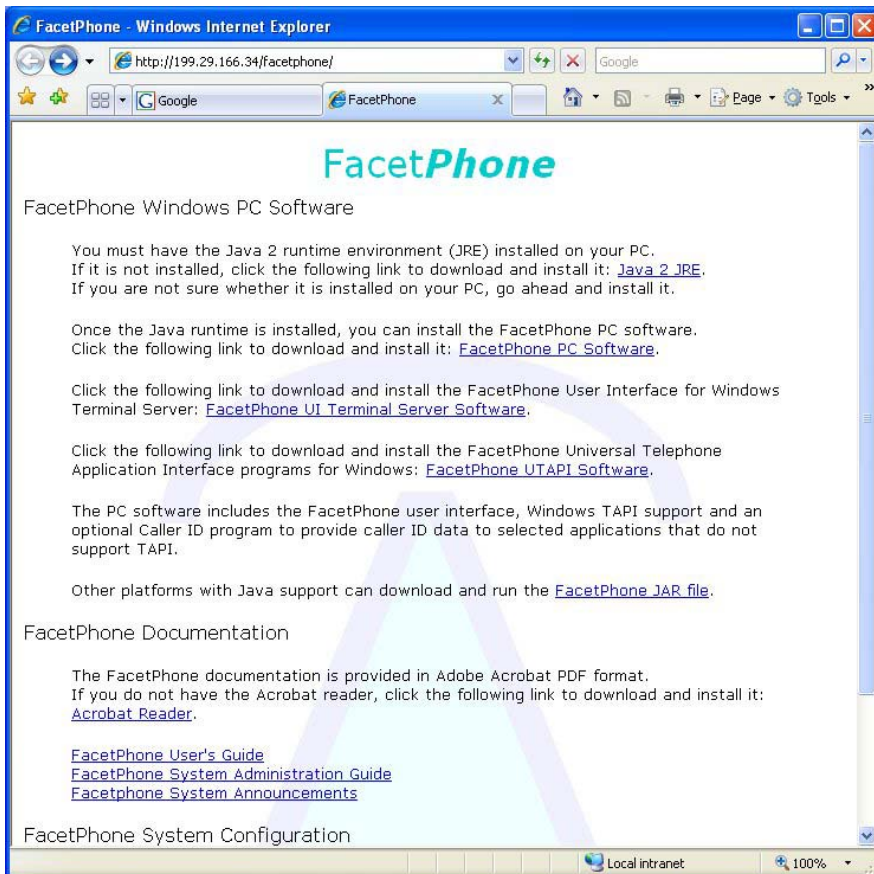 FacetPhone - Windows Internet Explorer
http://199.29.166.34/facetphone/
Google
Google
FacetPhone
Page
Tools
FacetPhone
FacetPhone Windows PC Software
You must have the Java 2 runtime environment (JRE) installed on your PC.
If it is not installed, click the following link to download and install it: Java 2 JRE.
If you are not sure whether it is installed on your PC, go ahead and install it.
Once the Java runtime is installed, you can install the FacetPhone PC software.
Click the following link to download and install it: FacetPhone PC Software.
Click the following link to download and install the FacetPhone User Interface for Windows
Terminal Server: FacetPhone UI Terminal Server Software.
Click the following link to download and install the FacetPhone Universal Telephone
Application Interface programs for Windows: FacetPhone UTAPI Software.
The PC software includes the FacetPhone user interface, Windows TAPI support and an
optional Caller ID program to provide caller ID data to selected applications that do not
support TAPI.
Other platforms with Java support can download and run the FacetPhone JAR file.
FacetPhone Documentation
The FacetPhone documentation is provided in Adobe Acrobat PDF format.
If you do not have the Acrobat reader, click the following link to download and install it:
Acrobat Reader.
FacetPhone User's Guide
FacetPhone System Administration Guide
Facetphone System Announcements
FacetPhone System Configuration
Local intranet
100%